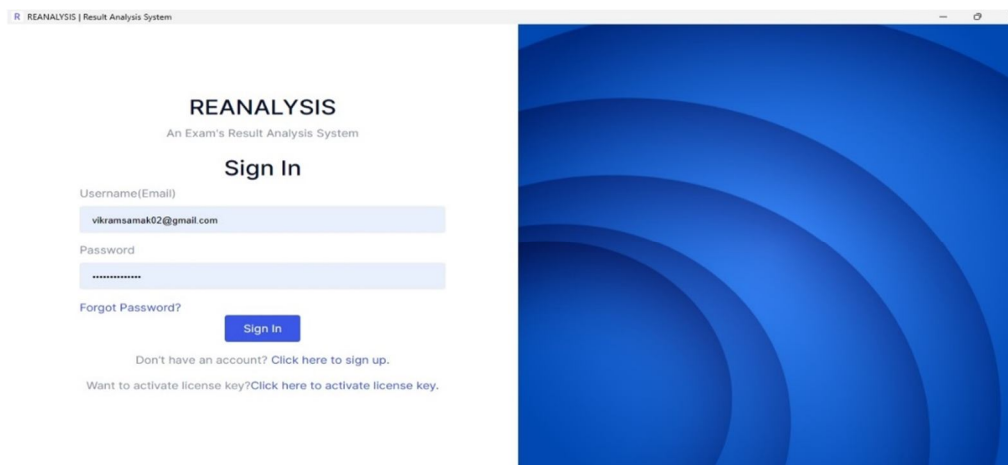 R REANALYSIS | Result Analysis System
REANALYSIS
An Exam's Result Analysis System
Sign In
Username(Email)
vikramsamak02@gmail.com
Password
••••••••••••••
Forgot Password?
Sign In
Don't have an account? Click here to sign up.
Want to activate license key?Click here to activate license key.